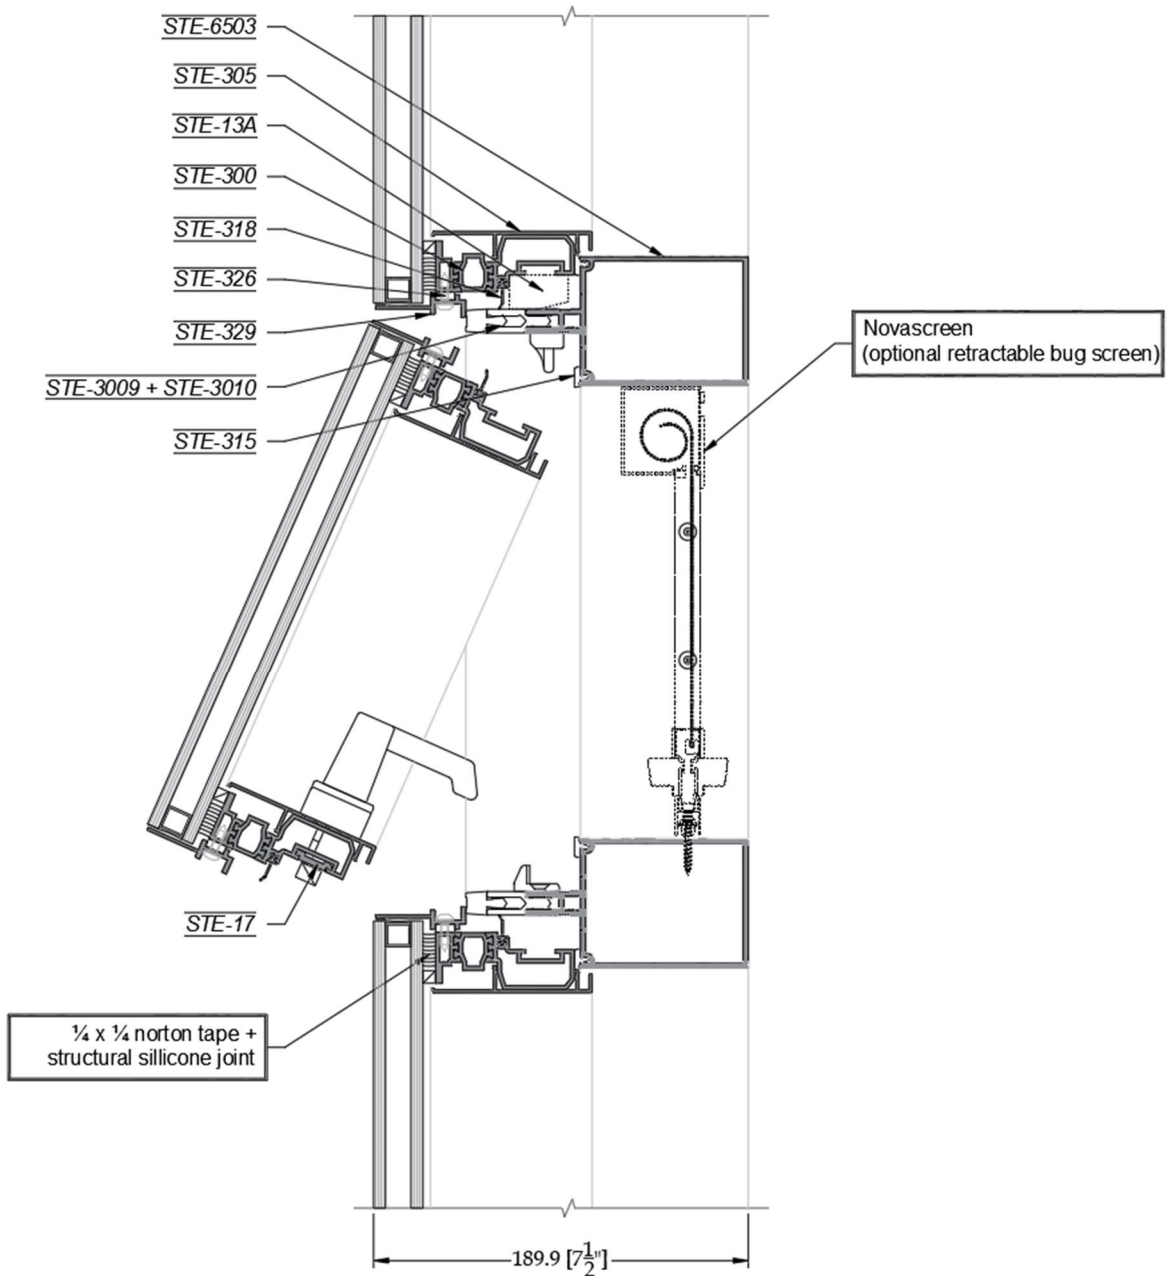 STE-6503
STE-305
STE-13A
STE-300
STE-318
STE-326
STE-329
STE-3009 + STE-3010
STE-315
Novascreen
(optional retractable bug screen)
STE-17
¼ x ¼ norton tape +
structural sillicone joint
189.9 [7½"]